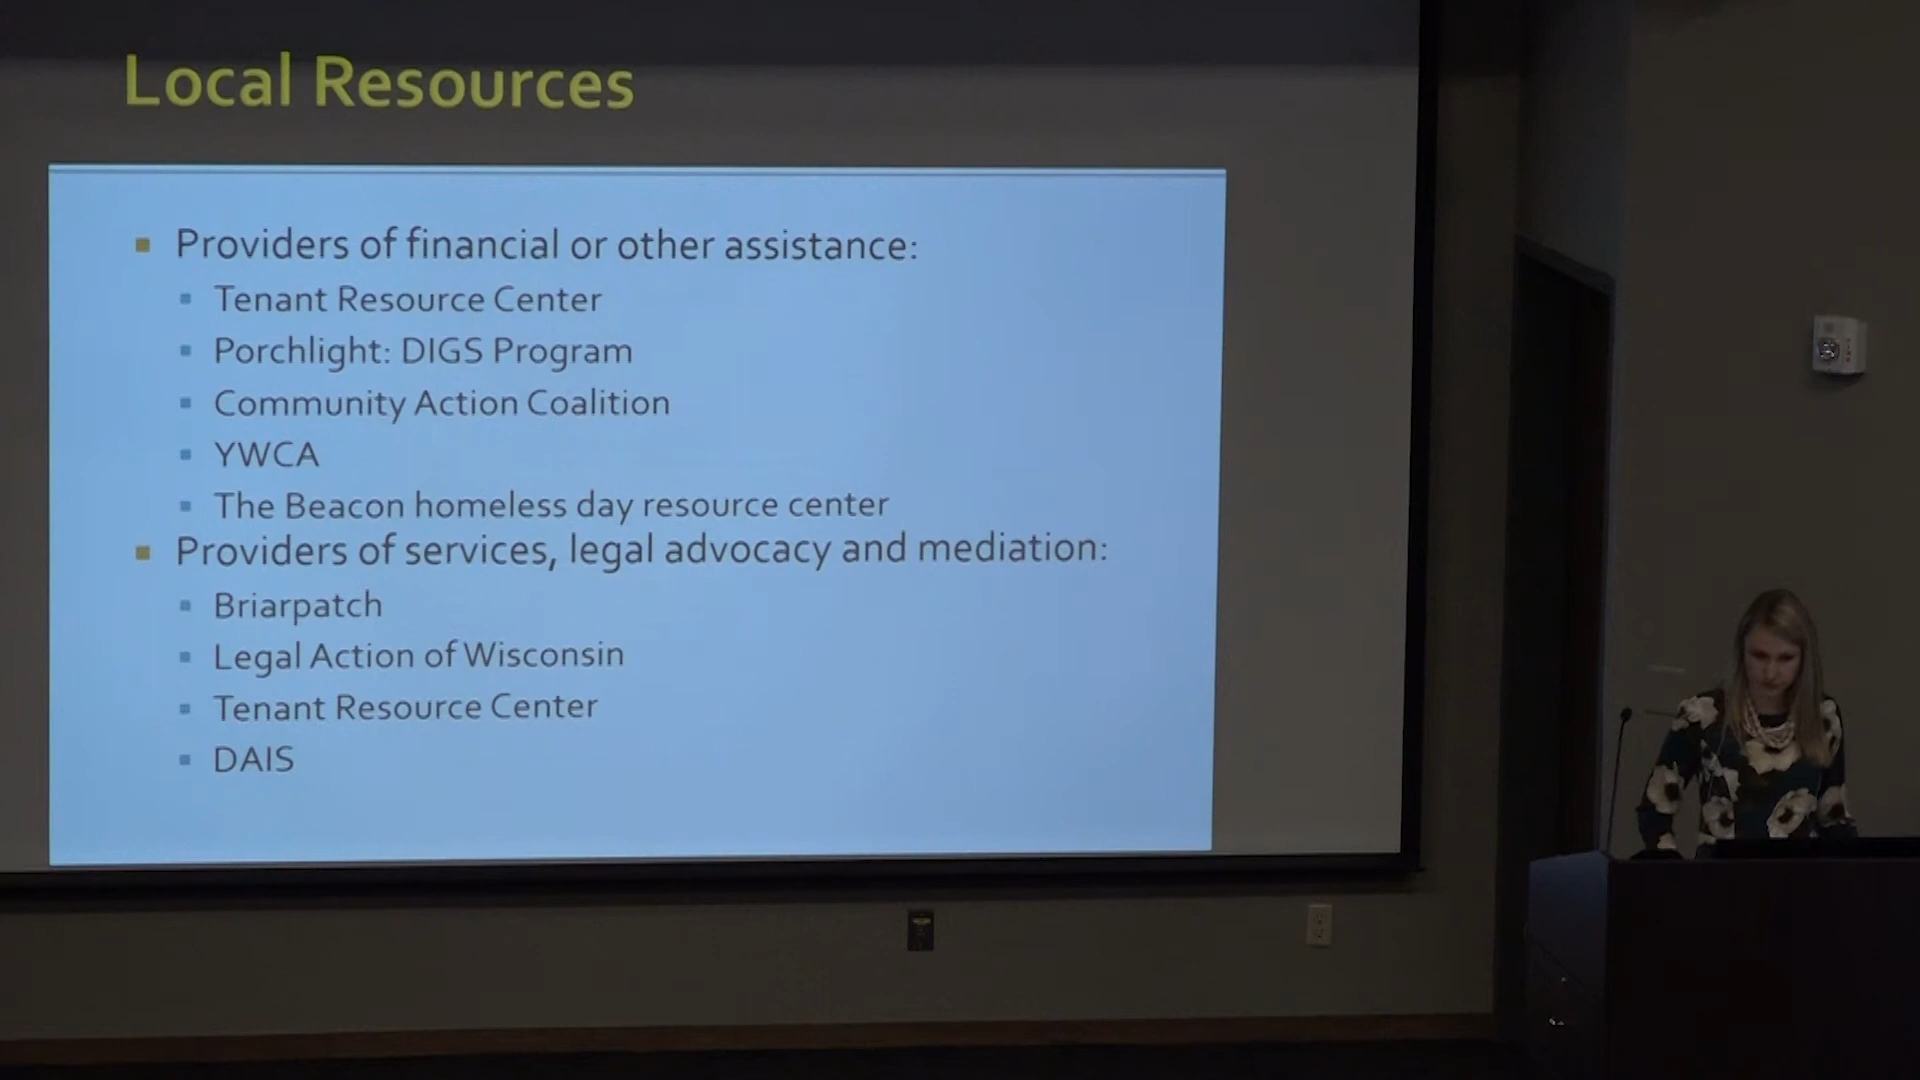 Local Resources
Providers of financial or other assistance:
Tenant Resource Center
Porchlight: DIGS Program
Community Action Coalition
YWCA
The Beacon homeless day resource center
Providers of services, legal advocacy and mediation:
Briarpatch
Legal Action of Wisconsin
Tenant Resource Center
DAIS